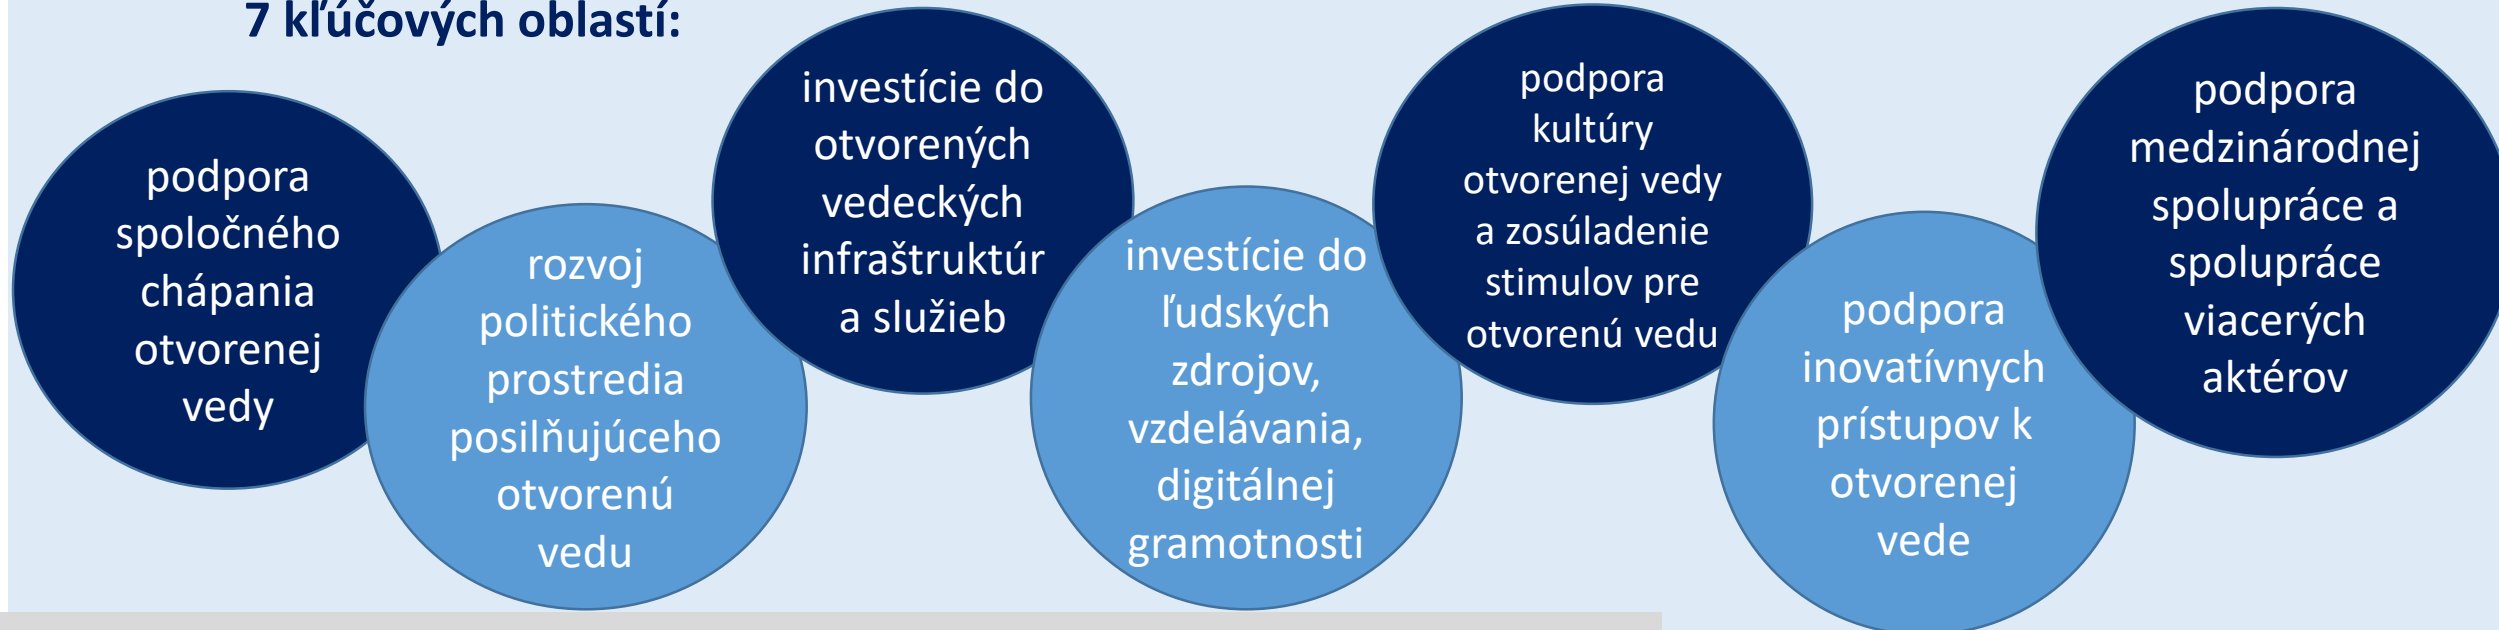 7 kľúčových oblastí:
podpora
spoločného
chápania
otvorenej
vedy
rozvoj
politického
prostredia
posilňujúceho
otvorenú
vedu
investície do
otvorených
vedeckých
infraštruktúr
a služieb
investície do
ľudských
zdrojov,
vzdelávania,
digitálnej
gramotnosti
podpora
kultúry
otvorenej vedy
a zosúladenie
stimulov pre
otvorenú vedu
podpora
inovatívnych
prístupov k
otvorenej
vede
podpora
medzinárodnej
spolupráce a
spolupráce
viacerých
aktérov